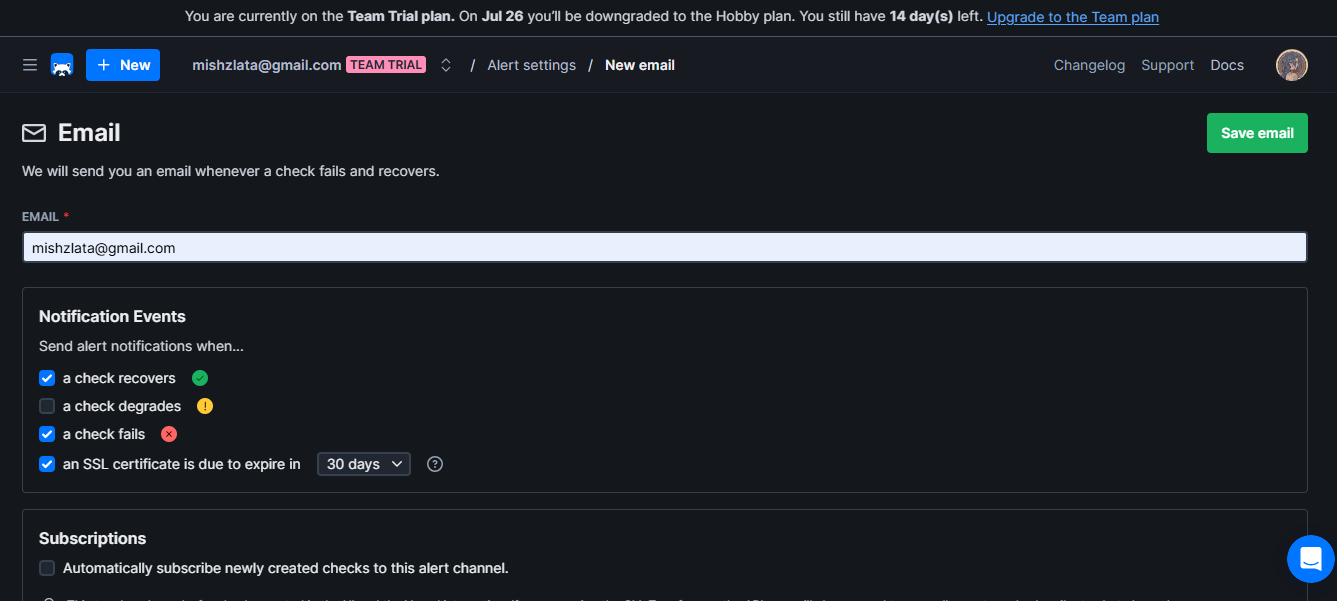 You are currently on the Team Trial plan. On Jul 26 you'll be downgraded to the Hobby plan. You still have 14 day(s) left. Upgrade to the Team plan
New mishzlata@gmail.com TEAM TRIAL / Alert settings / New email Changelog Support Docs
Email
Save email
We will send you an email whenever a check fails and recovers.
EMAIL *
mishzlata@gmail.com
Notification Events
Send alert notifications when...
a check recovers
a check degrades
a check fails
an SSL certificate is due to expire in 30 days
Subscriptions
Automatically subscribe newly created checks to this alert channel.